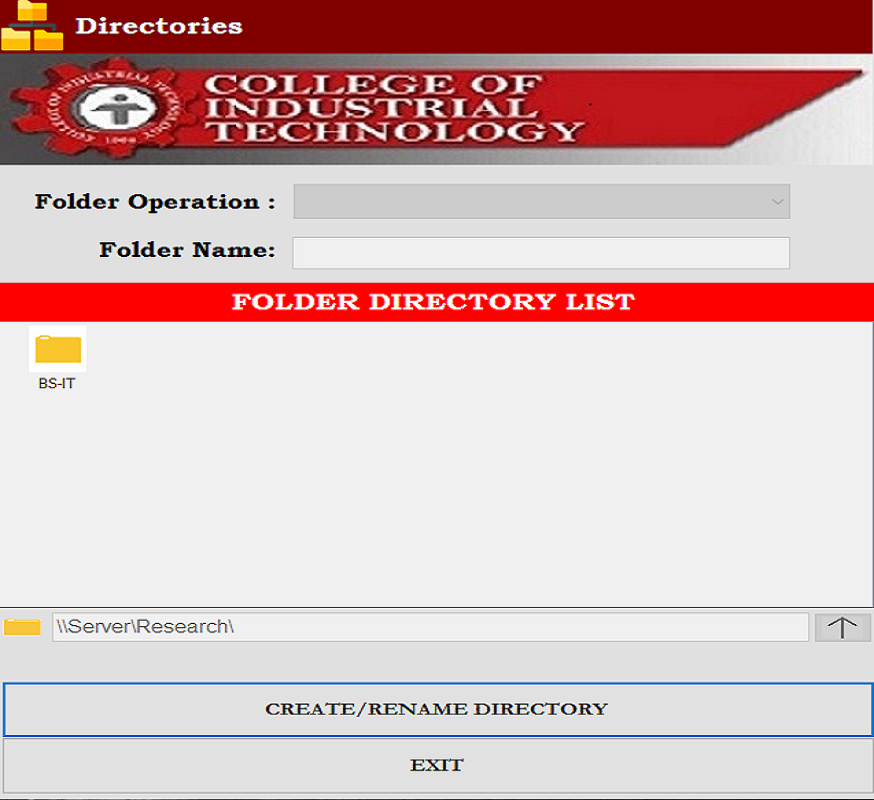 Directories
COLLEGE OF INDUSTRIAL TECHNOLOGY
COLLEGE OF
INDUSTRIAL
TECHNOLOGY
Folder Operation :
Folder Name:
FOLDER DIRECTORY LIST
BS-IT
\\Server\Research\
CREATE/RENAME DIRECTORY
EXIT